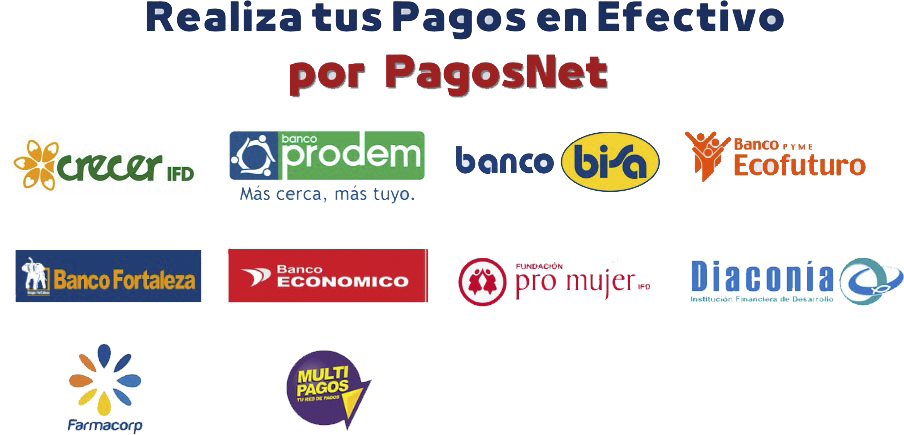 Realiza tus Pagos en Efectivo
por PagosNet
crecer IFD
banco
prodem
Más cerca, más tuyo.
banco bisa
Banco PYME
Ecofuturo
Banco Fortaleza
Banco
ECONOMICO
FUNDACIÓN
pro mujer IFD
Diaconía
Institución Financiera de Desarrollo
Farmacorp
MULTI
PAGOS
TU RED DE PAGOS